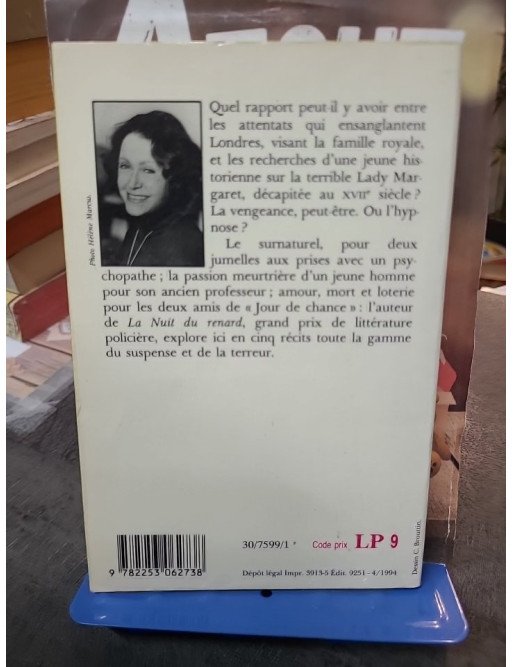 Quel rapport peut-il y avoir entre
les attentats qui ensanglantent
Londres, visant la famille royale,
et les recherches d'une jeune his-
torienne sur la terrible Lady Mar-
garet, décapitée au XVIIᵉ siècle ?
La vengeance, peut-être. Ou l'hyp-
nose ?
Le surnaturel, pour deux
jumelles aux prises avec un psy-
chopathe ; la passion meurtrière d'un jeune homme
pour son ancien professeur ; amour, mort et loterie
pour les deux amis de « Jour de chance » : l'auteur
de La Nuit du renard, grand prix de littérature
policière, explore ici en cinq récits toute la gamme
du suspense et de la terreur.
Photo Hélène Marcus.
30/7599/1
Code prix LP 9
9 782253 062738
Dépôt légal Impr. 3913-5 Édit. 9251 - 4/1994